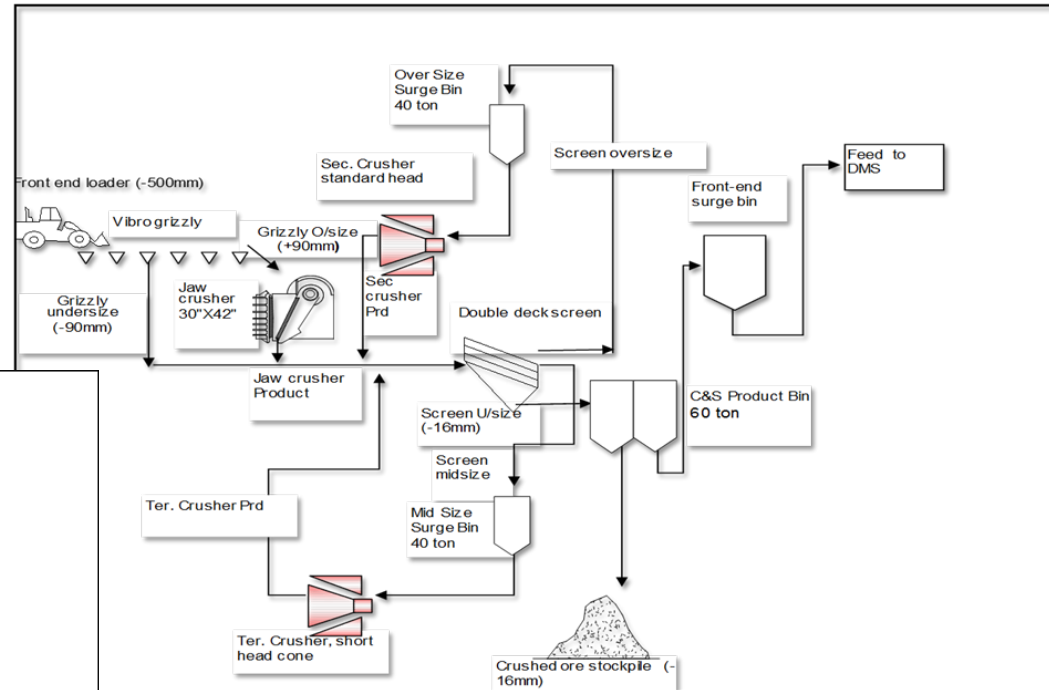 Over Size
Surge Bin
40 ton
Screen oversize
Feed to
DMS
Sec. Crusher
standard head
Front-end
surge bin
Front end loader (-500mm)
Vibro grizzly
Grizzly O/size
(+90mm)
Jaw
crusher
30"X42"
Sec
crusher
Prd
Grizzly
undersize
(-90mm)
Double deck screen
Jaw crusher
Product
C&S Product Bin
60 ton
Screen U/size
(-16mm)
Screen
midsize
Ter. Crusher Prd
Mid Size
Surge Bin
40 ton
Ter. Crusher, short
head cone
Crushed ore stockpile (-
16mm)